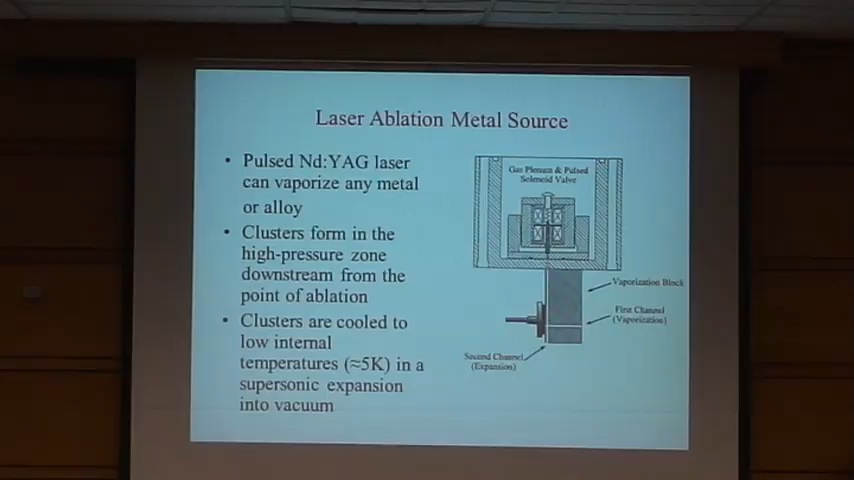 Laser Ablation Metal Source
• Pulsed Nd:YAG laser
can vaporize any metal
or alloy
• Clusters form in the
high-pressure zone
downstream from the
point of ablation
• Clusters are cooled to
low internal
temperatures (≈5K) in a
supersonic expansion
into vacuum
Gas Plenum & Pulsed
Solenoid Valve
Vaporization Block
First Channel
(Vaporization)
Second Channel
(Expansion)